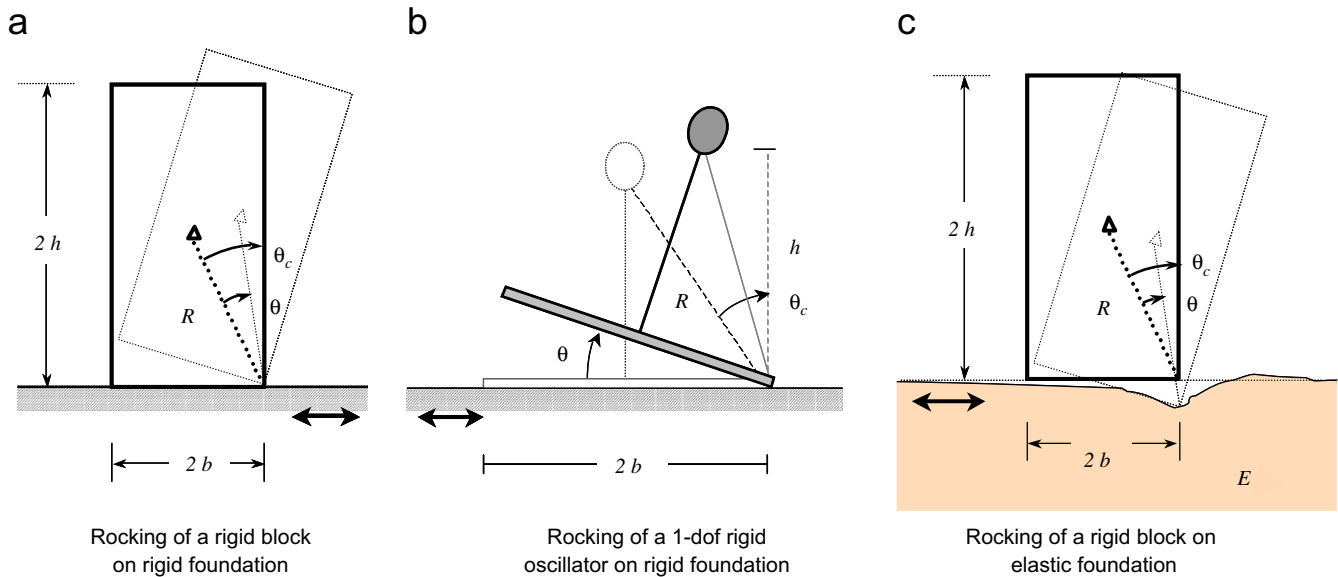 a
2 h
R
θc
θ
2 b
Rocking of a rigid block
on rigid foundation
b
θ
R
h
θc
2 b
Rocking of a 1-dof rigid
oscillator on rigid foundation
c
2 h
R
θc
θ
2 b
E
Rocking of a rigid block on
elastic foundation